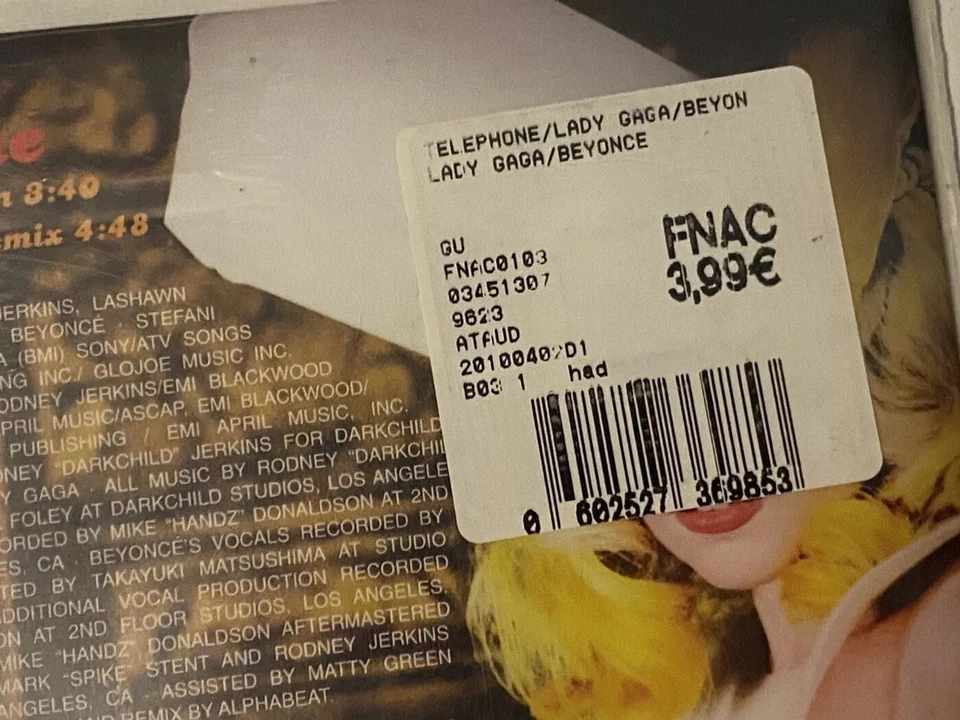 3:40
emix 4:48
JERKINS, LASHAWN
BEYONCÉ · STEFANI
(BMI) SONY/ATV SONGS
NG INC./ GLOJOE MUSIC INC.
ODNEY JERKINS/EMI BLACKWOOD
PRIL MUSIC/ASCAP, EMI BLACKWOOD/
PUBLISHING / EMI APRIL MUSIC, INC.
DNEY "DARKCHILD" JERKINS FOR DARKCHILD
Y GAGA · ALL MUSIC BY RODNEY "DARKCHIL
FOLEY AT DARKCHILD STUDIOS, LOS ANGELE
ORDED BY MIKE "HANDZ" DONALDSON AT 2ND
ES, CA · BEYONCÉ'S VOCALS RECORDED BY
TED BY TAKAYUKI MATSUSHIMA AT STUDIO
ADDITIONAL VOCAL PRODUCTION RECORDED
ON AT 2ND FLOOR STUDIOS, LOS ANGELES,
MIKE "HANDZ" DONALDSON AFTERMASTERED
MARK "SPIKE" STENT AND RODNEY JERKINS
ANGELES, CA · ASSISTED BY MATTY GREEN
AND REMIX BY ALPHABEAT.
TELEPHONE/LADY GAGA/BEYON
LADY GAGA/BEYONCE
FNAC
3,99€
GU
FNAC0103
03451307
9623
ATAUD
20100402D1
B03 1 had
0 602527 369853